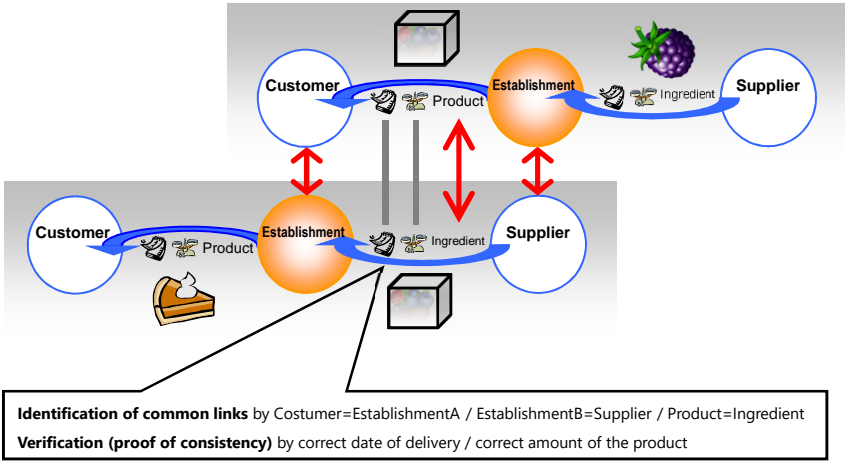 Customer
Establishment
Supplier
Product
Ingredient
Customer
Establishment
Supplier
Product
Ingredient
Identification of common links by Costumer=EstablishmentA / EstablishmentB=Supplier / Product=Ingredient
Verification (proof of consistency) by correct date of delivery / correct amount of the product